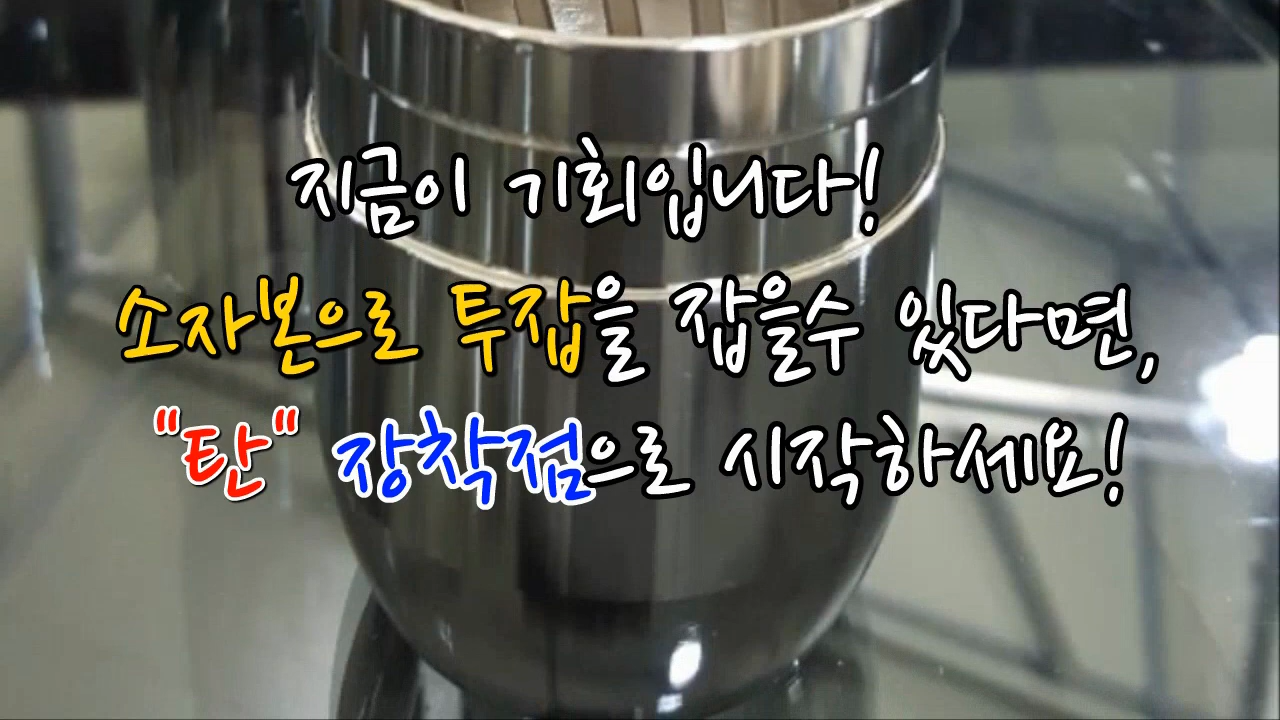 지금이 기회입니다!
소자본으로 투잡을 잡을수 있다면,
"탄" 장착점으로 시작하세요!